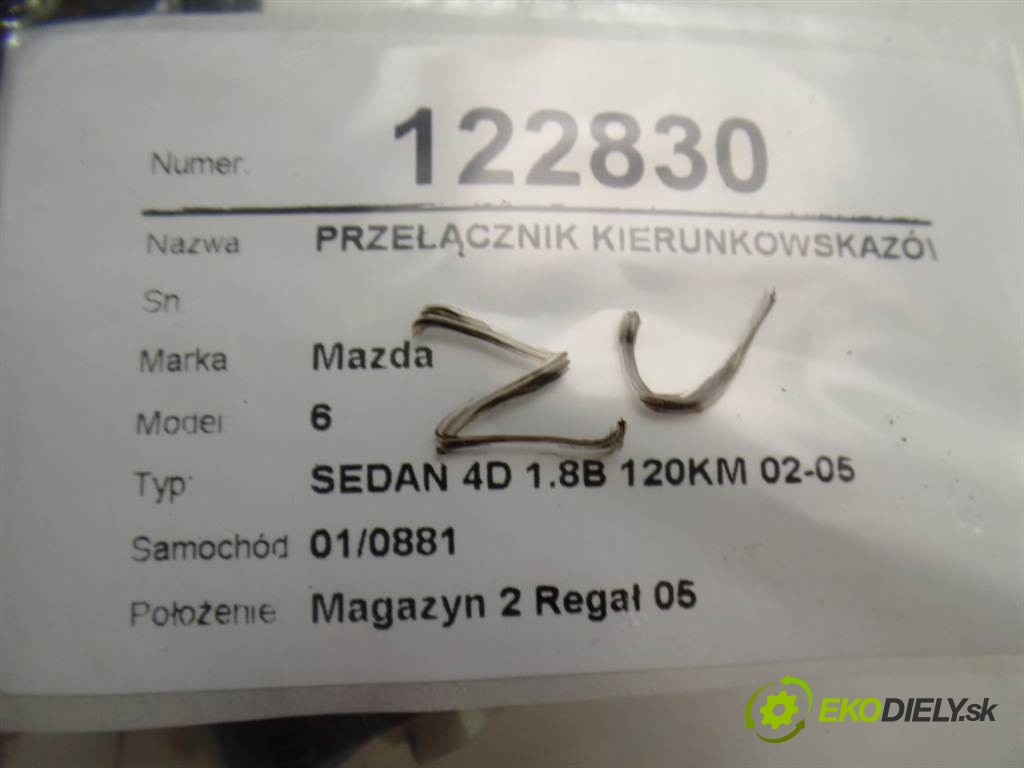 Numer: 122830
Nazwa PRZEŁĄCZNIK KIERUNKOWSKAZÓ
Sn
Marka Mazda
Model 6
ZU
Typ: SEDAN 4D 1.8B 120KM 02-05
Samochód 01/0881
Położenie Magazyn 2 Regał 05
EKODIELY.sk